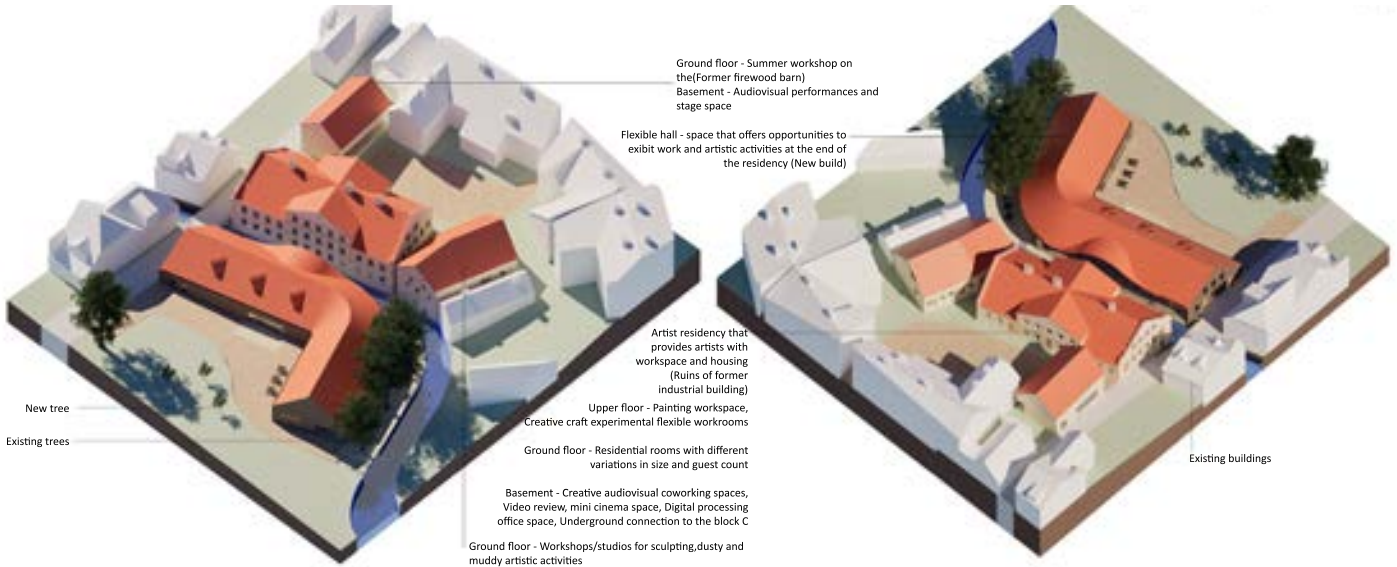 Ground floor - Summer workshop on
the(Former firewood barn)
Basement - Audiovisual performances and
stage space
Flexible hall - space that offers opportunities to
exibit work and artistic activities at the end of
the residency (New build)
Artist residency that
provides artists with
workspace and housing
(Ruins of former
industrial building)
Upper floor - Painting workspace,
Creative craft experimental flexible workrooms
Ground floor - Residential rooms with different
variations in size and guest count
Basement - Creative audiovisual coworking spaces,
Video review, mini cinema space, Digital processing
office space, Underground connection to the block C
Ground floor - Workshops/studios for sculpting,dusty and
muddy artistic activities
New tree
Existing trees
Existing buildings